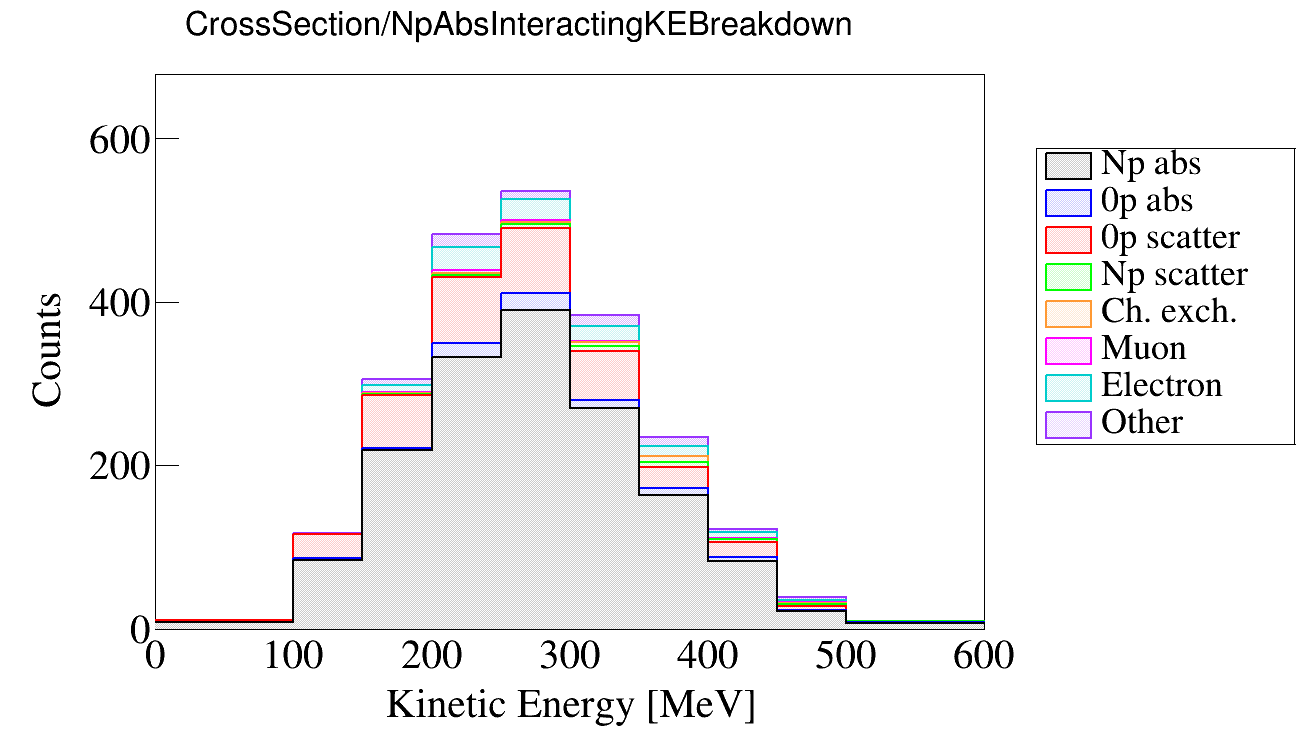 CrossSection/NpAbsInteractingKEBreakdown
600
400
200
0
0 100 200 300 400 500 600
Counts
Kinetic Energy [MeV]
Np abs
0p abs
0p scatter
Np scatter
Ch. exch.
Muon
Electron
Other